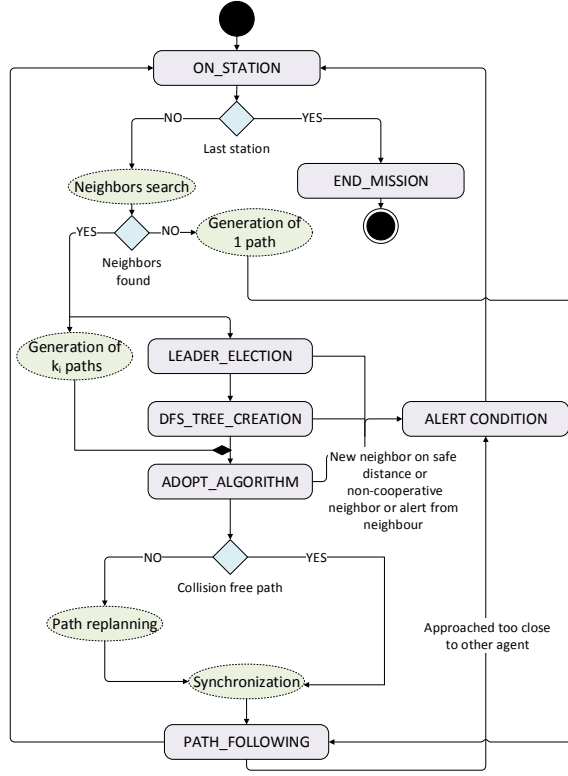 ON_STATION
NO
YES
Last station
Neighbors search
END_MISSION
YES
NO
Generation of
1 path
Neighbors
found
Generation of
kᵢ paths
LEADER_ELECTION
DFS_TREE_CREATION
ALERT CONDITION
New neighbor on safe
distance or
non-cooperative
neighbor or alert from
neighbour
ADOPT_ALGORITHM
NO
YES
Collision free path
Path replanning
Approached too close
to other agent
Synchronization
PATH_FOLLOWING